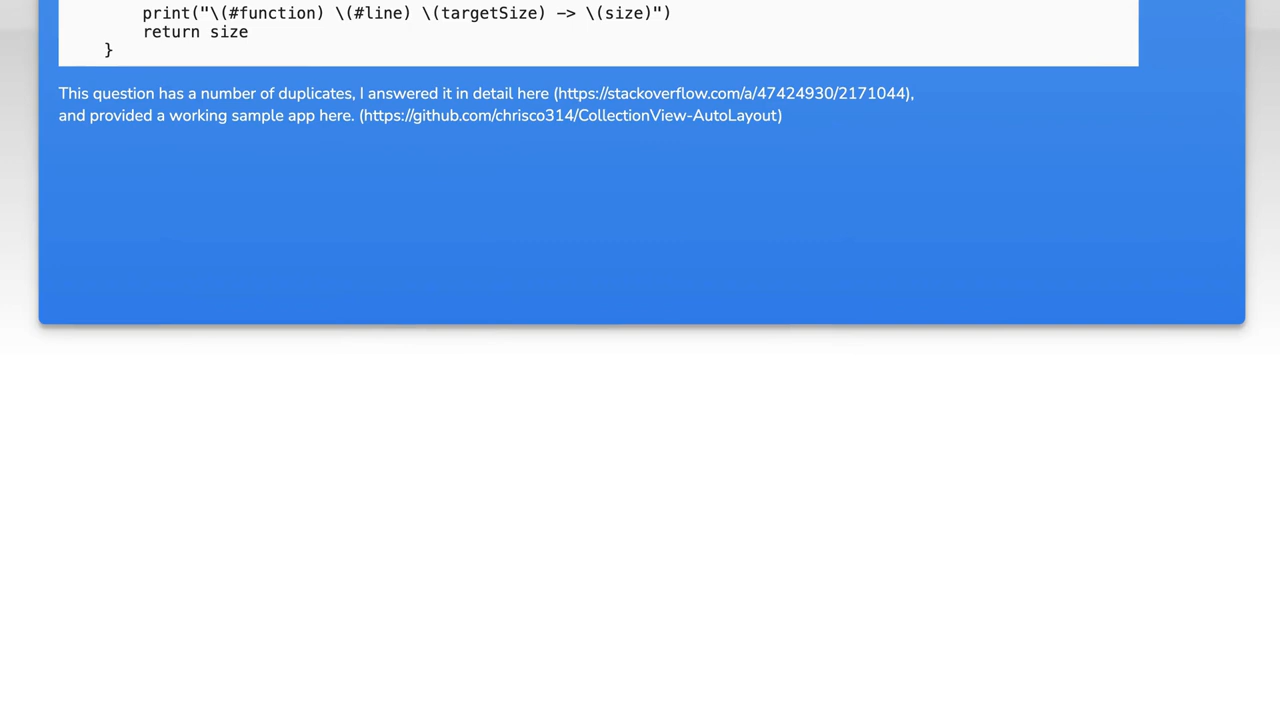 print("\(#function) \(#line) \(targetSize) -> \(size)")
        return size
    }
This question has a number of duplicates, I answered it in detail here (https://stackoverflow.com/a/47424930/2171044),
and provided a working sample app here. (https://github.com/chrisco314/CollectionView-AutoLayout)